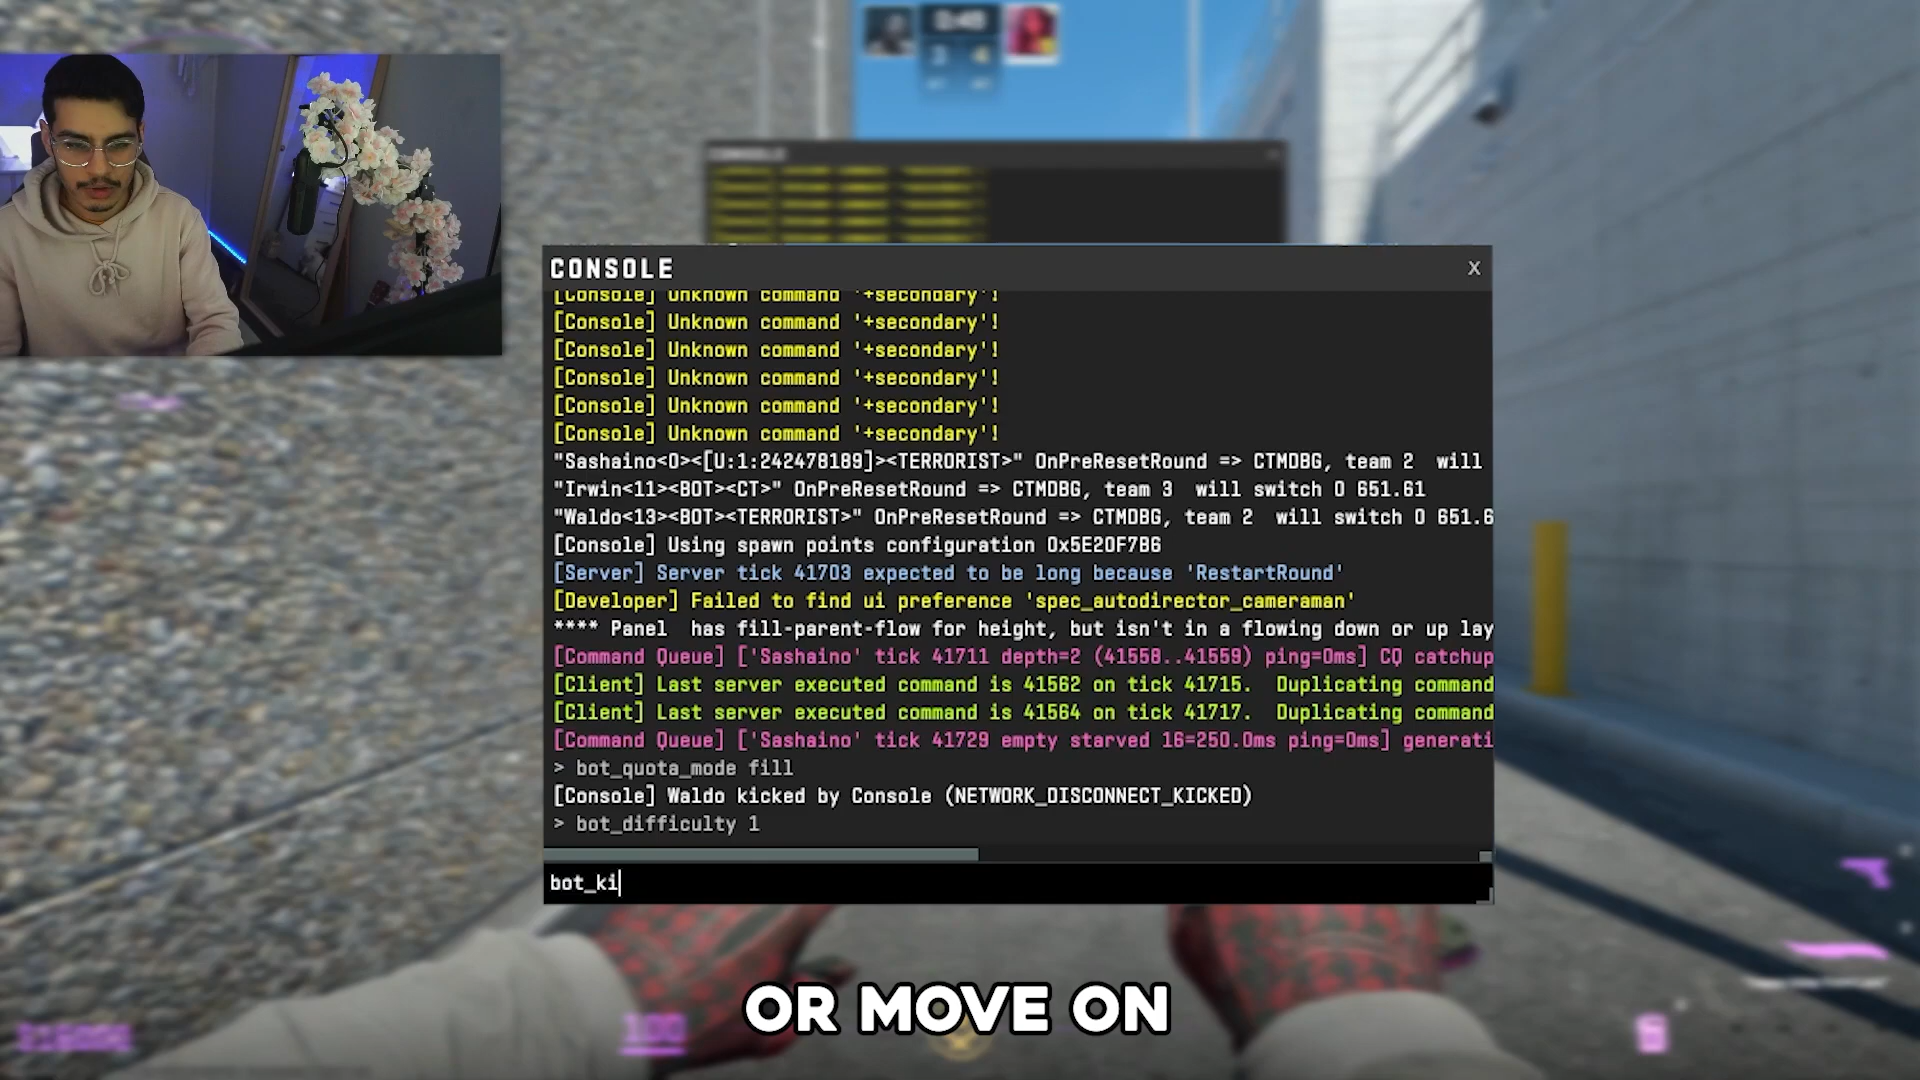 CONSOLE
X
[Console] Unknown command '+secondary'!
[Console] Unknown command '+secondary'!
[Console] Unknown command '+secondary'!
[Console] Unknown command '+secondary'!
[Console] Unknown command '+secondary'!
[Console] Unknown command '+secondary'!
"Sashaino<0><[U:1:242478189]><TERRORIST>" OnPreResetRound => CTMDBG, team 2  will
"Irwin<11><BOT><CT>" OnPreResetRound => CTMDBG, team 3  will switch 0 651.61
"Waldo<13><BOT><TERRORIST>" OnPreResetRound => CTMDBG, team 2  will switch 0 651.6
[Console] Using spawn points configuration 0x5E20F7B6
[Server] Server tick 41703 expected to be long because 'RestartRound'
[Developer] Failed to find ui preference 'spec_autodirector_cameraman'
**** Panel  has fill-parent-flow for height, but isn't in a flowing down or up lay
[Command Queue] ['Sashaino' tick 41711 depth=2 (41558..41559) ping=0ms] CQ catchup
[Client] Last server executed command is 41562 on tick 41715.  Duplicating command
[Client] Last server executed command is 41564 on tick 41717.  Duplicating command
[Command Queue] ['Sashaino' tick 41729 empty starved 16=250.0ms ping=0ms] generati
> bot_quota_mode fill
[Console] Waldo kicked by Console (NETWORK_DISCONNECT_KICKED)
> bot_difficulty 1
bot_ki
OR MOVE ON
100